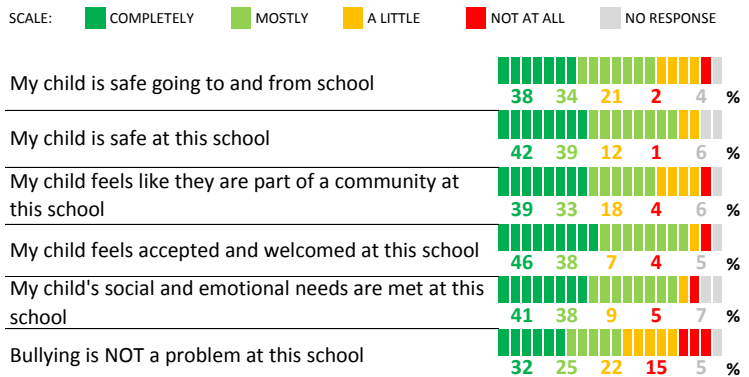 SCALE: COMPLETELY MOSTLY A LITTLE NOT AT ALL NO RESPONSE
My child is safe going to and from school
38 34 21 2 4 %
My child is safe at this school
42 39 12 1 6 %
My child feels like they are part of a community at
this school
39 33 18 4 6 %
My child feels accepted and welcomed at this school
46 38 7 4 5 %
My child's social and emotional needs are met at this
school
41 38 9 5 7 %
Bullying is NOT a problem at this school
32 25 22 15 5 %